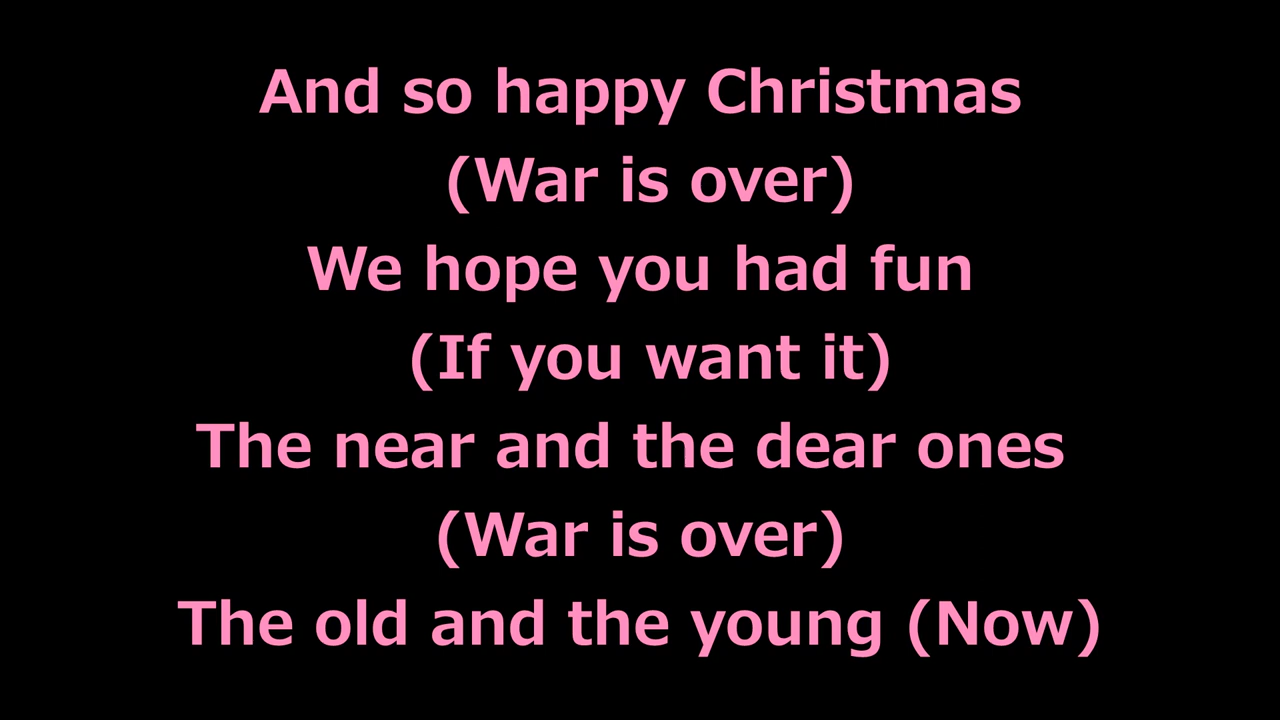 And so happy Christmas
(War is over)
We hope you had fun
(If you want it)
The near and the dear ones
(War is over)
The old and the young (Now)